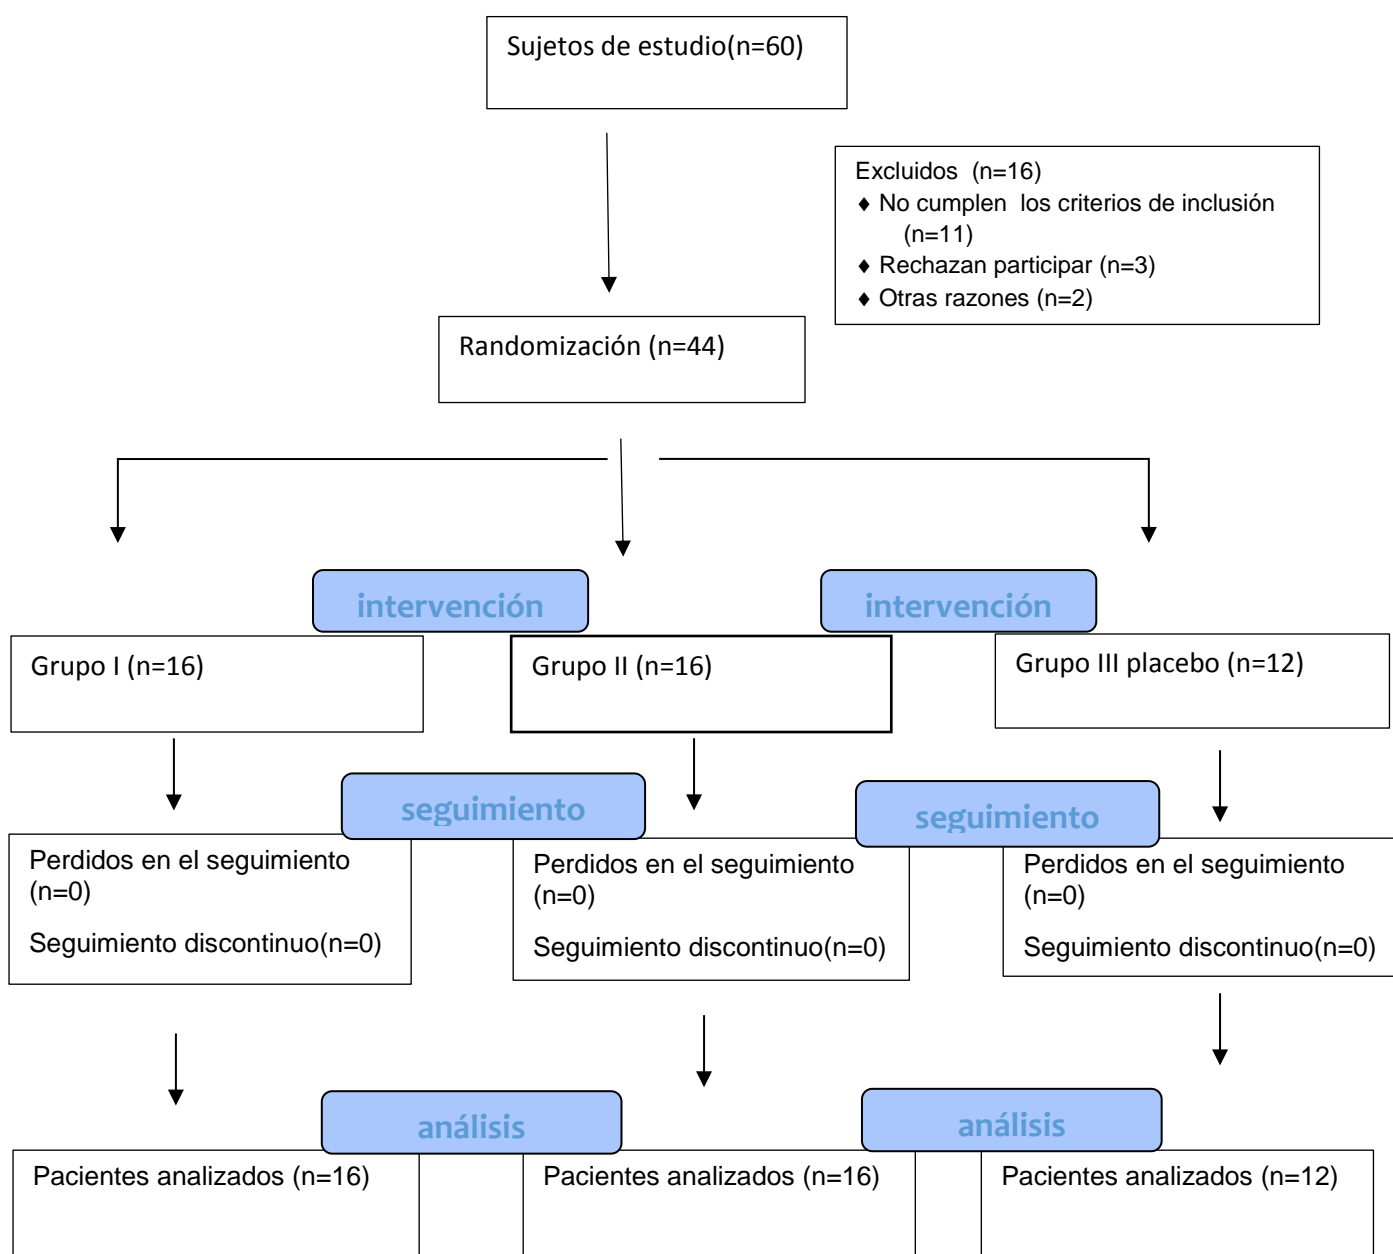 Sujetos de estudio(n=60)
Excluidos  (n=16)
♦ No cumplen  los criterios de inclusión
(n=11)
♦ Rechazan participar (n=3)
♦ Otras razones (n=2)
Randomización (n=44)
intervención
intervención
Grupo I (n=16)
Grupo II (n=16)
Grupo III placebo (n=12)
seguimiento
seguimiento
Perdidos en el seguimiento
(n=0)
Seguimiento discontinuo(n=0)
Perdidos en el seguimiento
(n=0)
Seguimiento discontinuo(n=0)
Perdidos en el seguimiento
(n=0)
Seguimiento discontinuo(n=0)
análisis
análisis
Pacientes analizados (n=16)
Pacientes analizados (n=16)
Pacientes analizados (n=12)